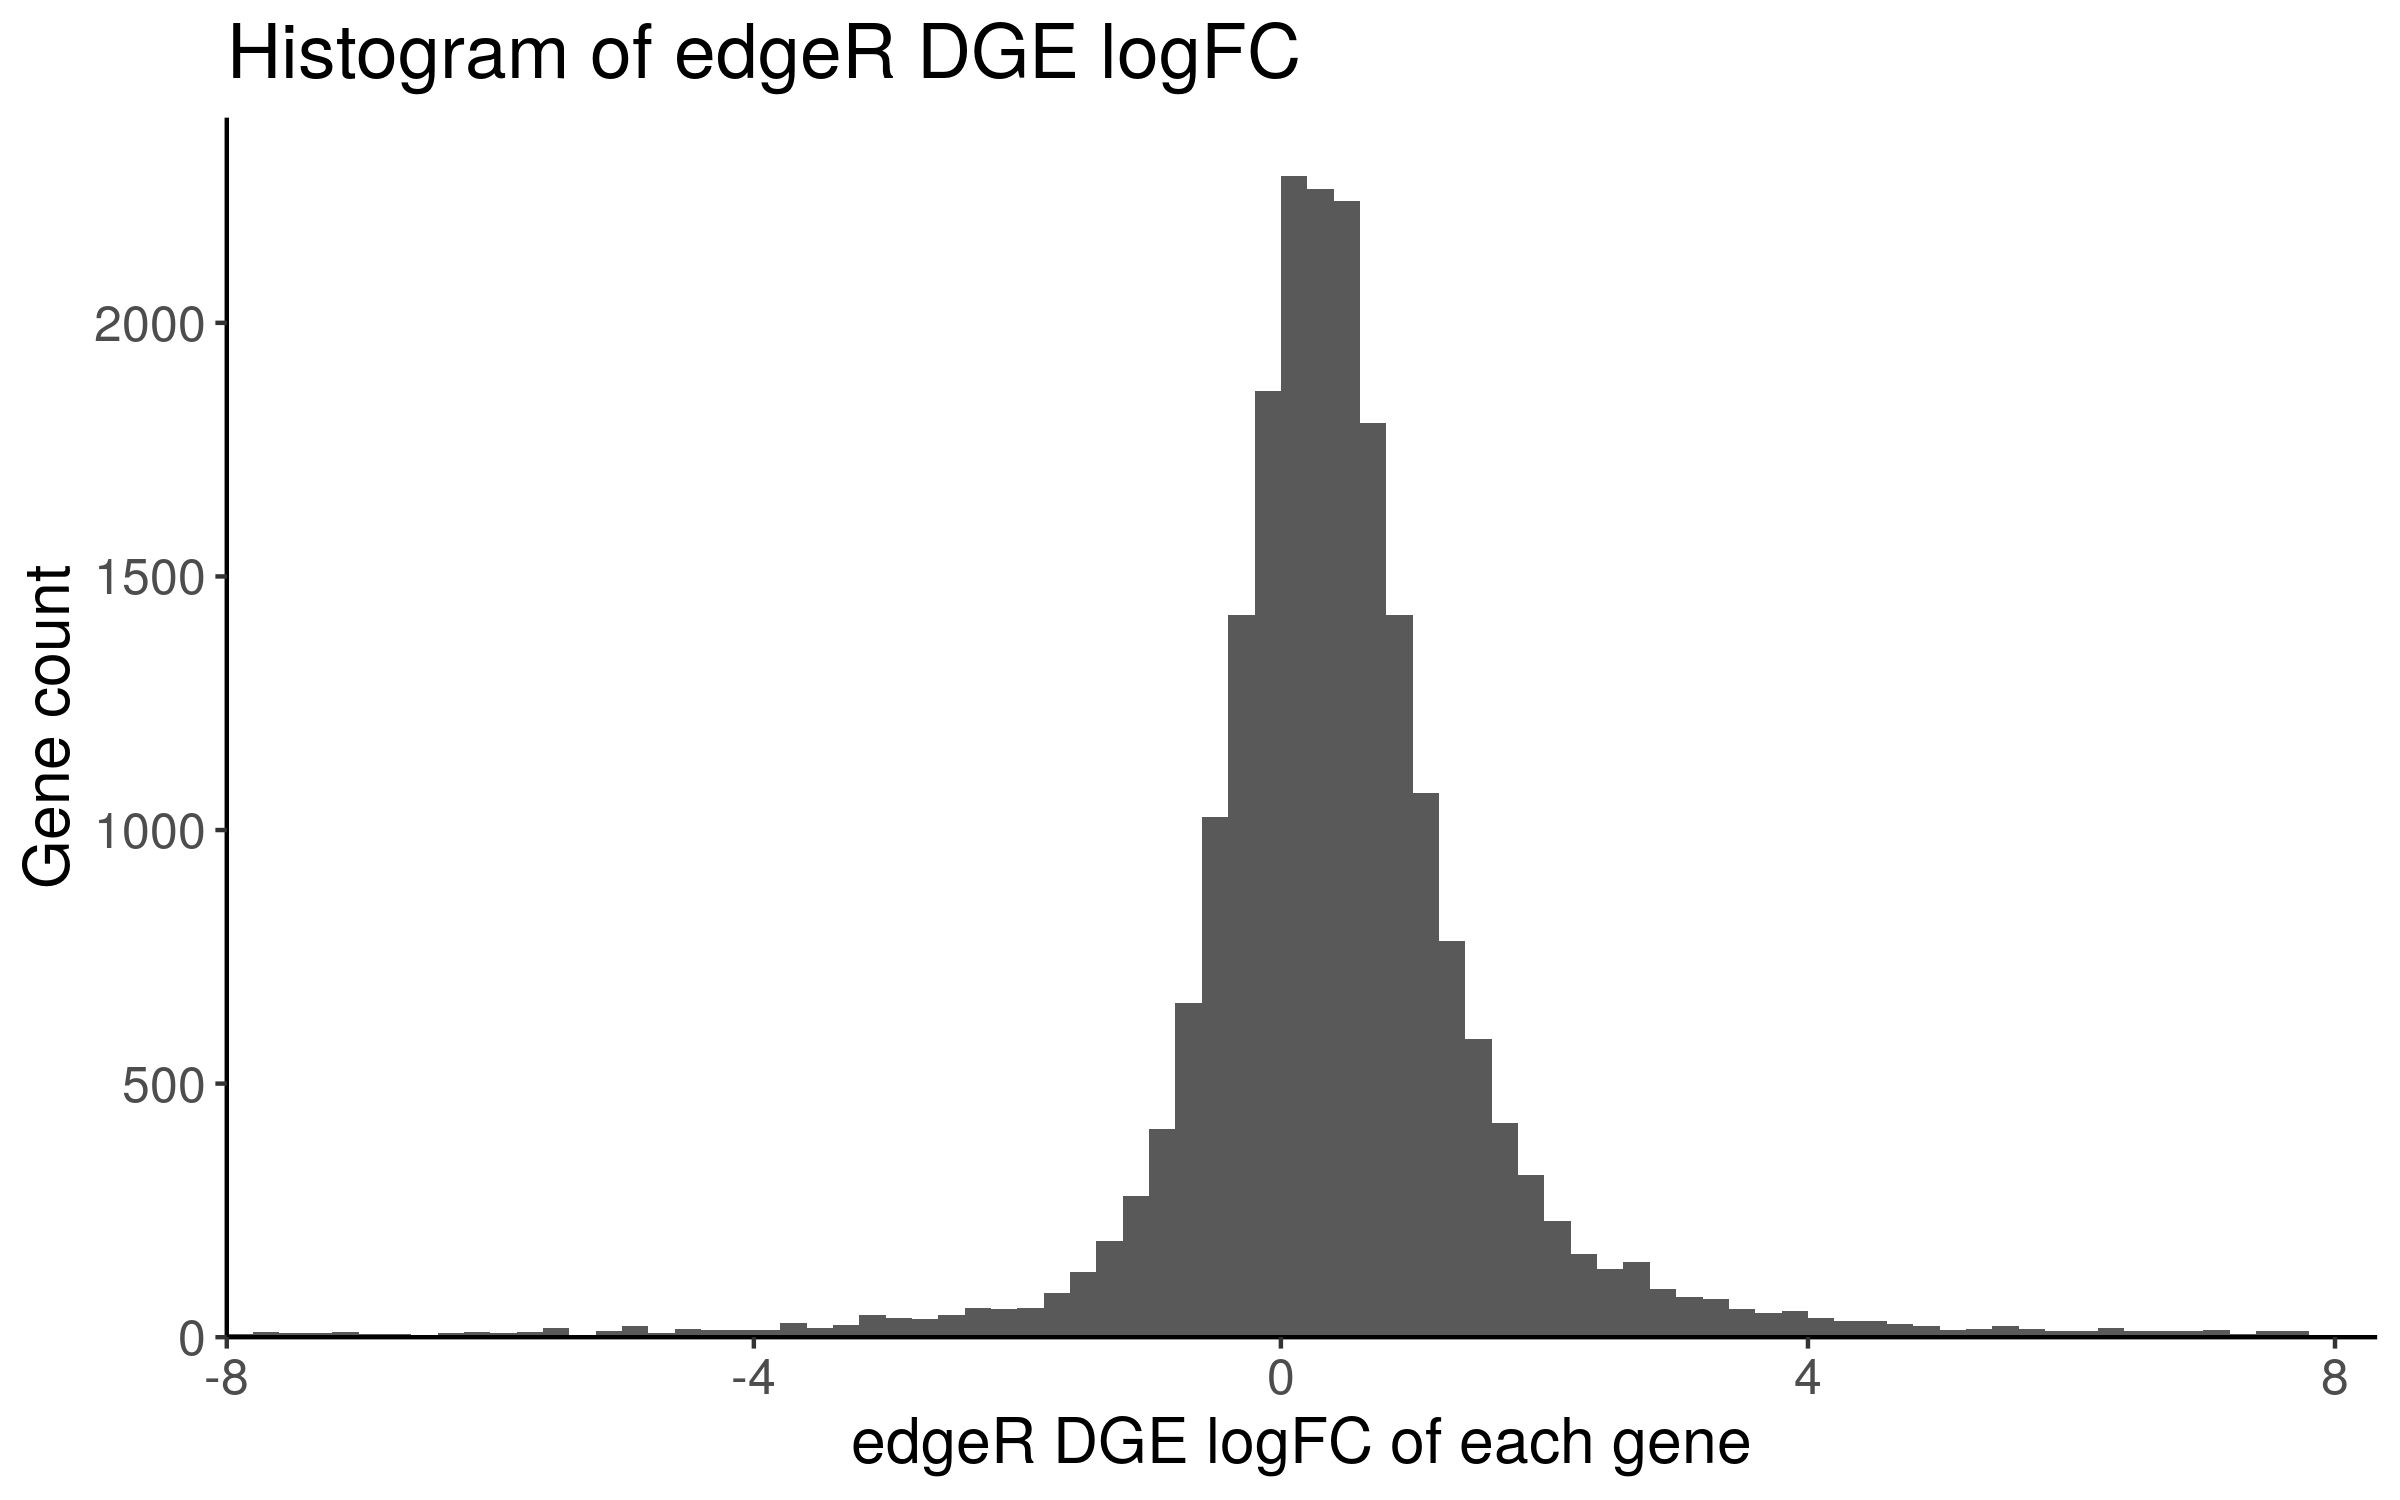 Histogram of edgeR DGE logFC
Gene count
2000
1500
1000
500
0
-8 -4 0 4 8
edgeR DGE logFC of each gene